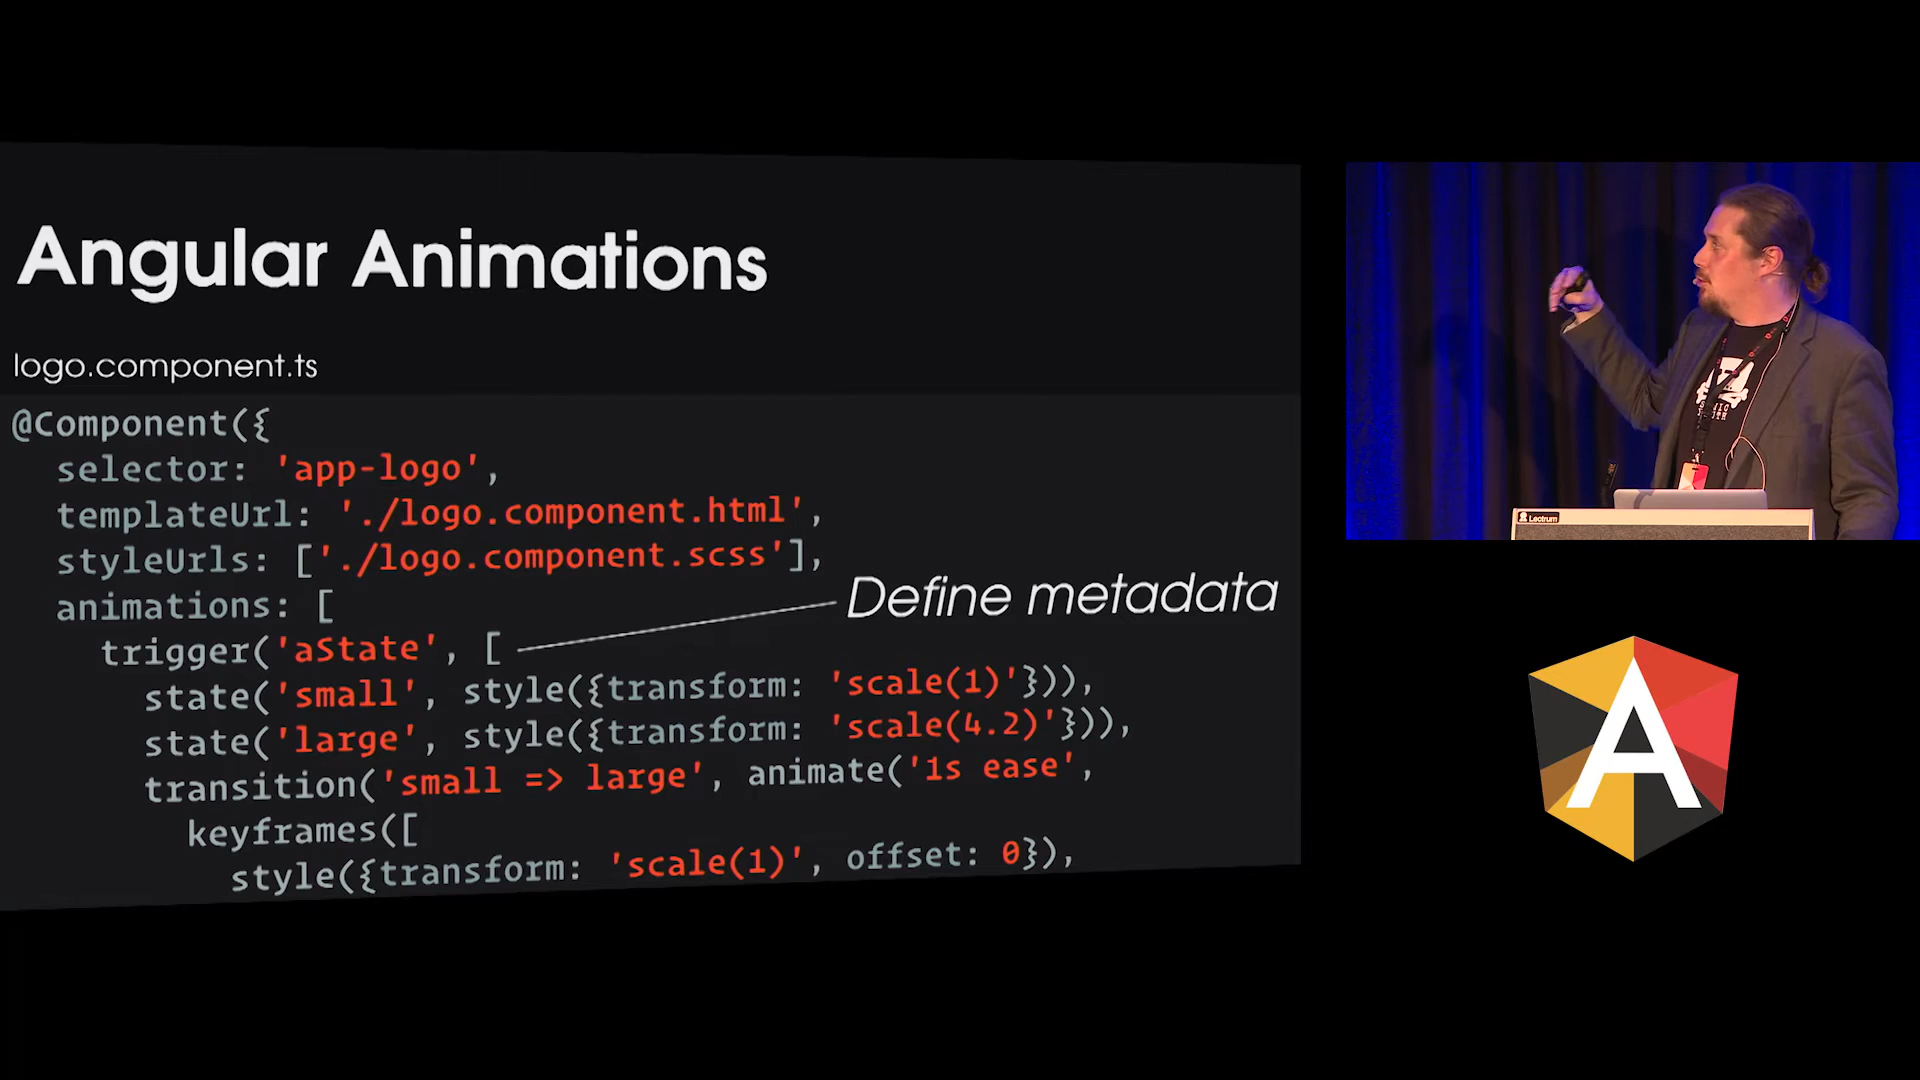 Angular Animations
logo.component.ts
@Component({
selector: 'app-logo',
templateUrl: './logo.component.html',
styleUrls: ['./logo.component.scss'],
animations: [
Define metadata
trigger('aState', [
state('small', style({transform: 'scale(1)'})),
state('large', style({transform: 'scale(4.2)'})),
transition('small => large', animate('1s ease',
keyframes([
style({transform: 'scale(1)', offset: 0}),
Lectrum
A